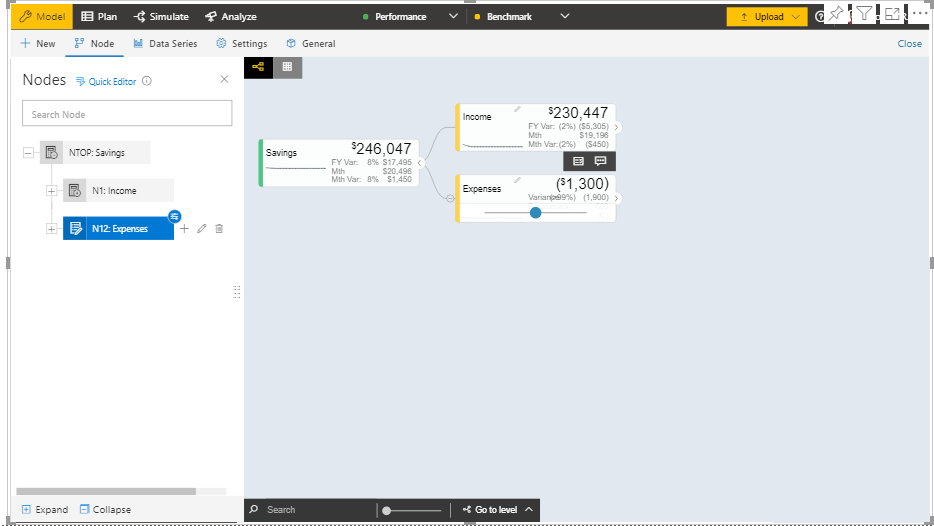 Model
Plan
Simulate
Analyze
Performance
Benchmark
Upload
New
Node
Data Series
Settings
General
Close
Nodes
Quick Editor
Search Node
NTOP: Savings
N1: Income
N12: Expenses
Expand
Collapse
Savings
$246,047
FY Var: 8% $17,495
Mth $20,496
Mth Var: 8% $1,450
Income
$230,447
FY Var: (2%) ($5,305)
Mth $19,196
Mth Var: (2%) ($450)
Expenses
($1,300)
(1,900)
Search
Go to level